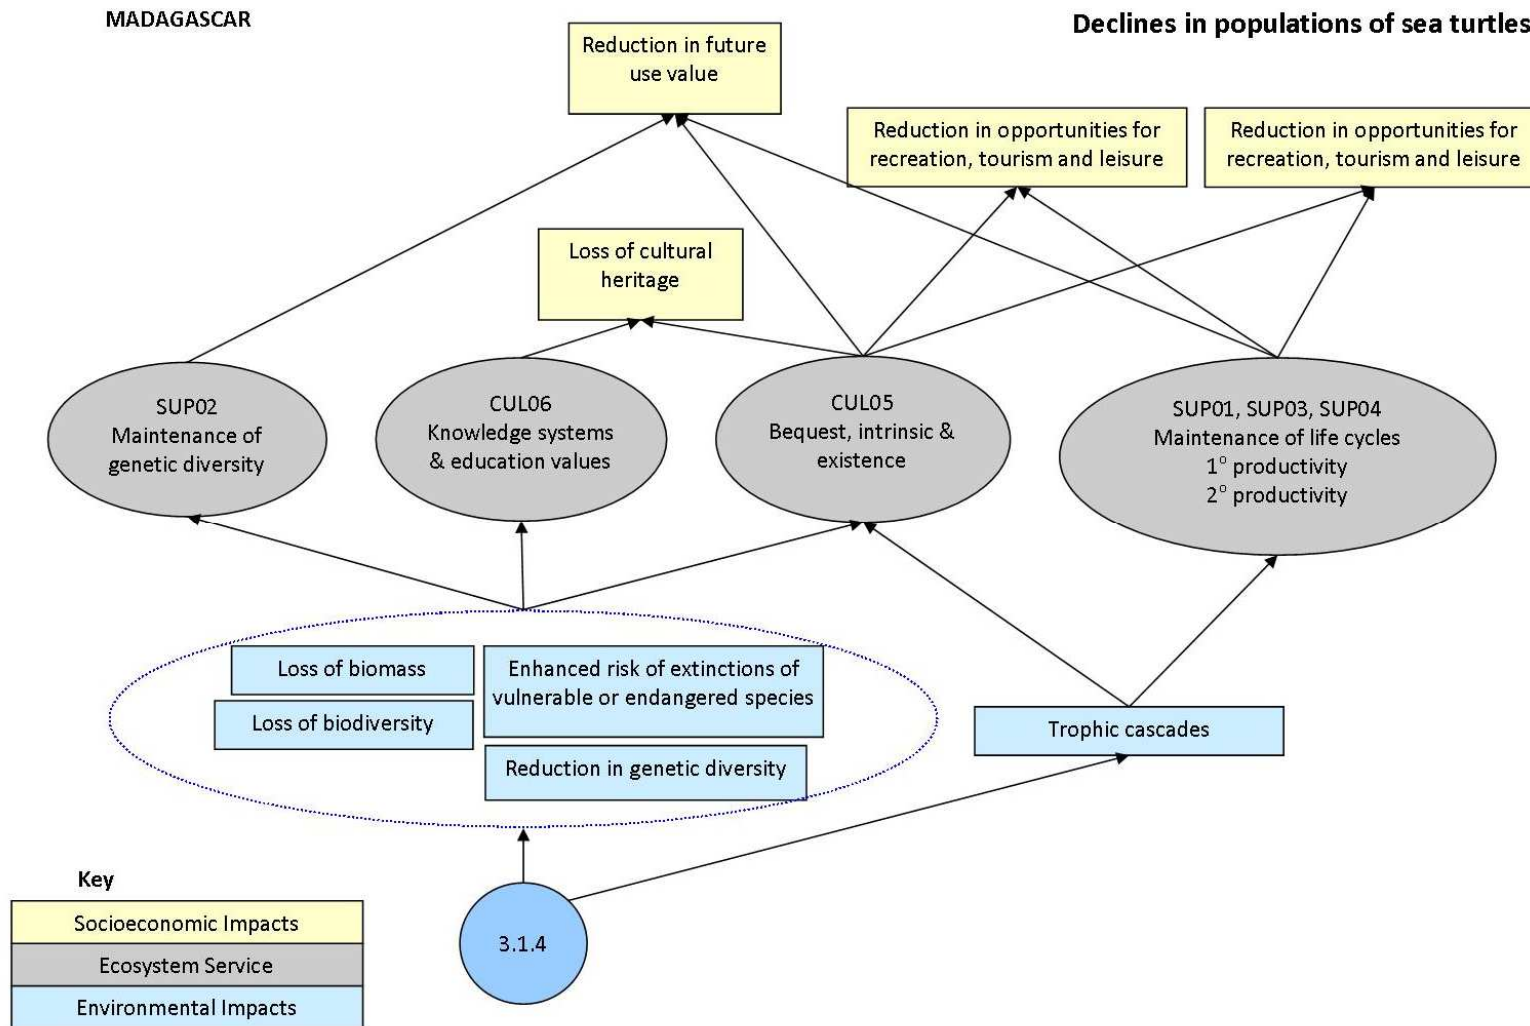 MADAGASCAR
Declines in populations of sea turtles
Reduction in future
use value
Reduction in opportunities for
recreation, tourism and leisure
Reduction in opportunities for
recreation, tourism and leisure
Loss of cultural
heritage
SUP02
Maintenance of
genetic diversity
CUL06
Knowledge systems
& education values
CUL05
Bequest, intrinsic &
existence
SUP01, SUP03, SUP04
Maintenance of life cycles
1° productivity
2° productivity
Loss of biomass
Enhanced risk of extinctions of
vulnerable or endangered species
Loss of biodiversity
Reduction in genetic diversity
Trophic cascades
3.1.4
Key
Socioeconomic Impacts
Ecosystem Service
Environmental Impacts